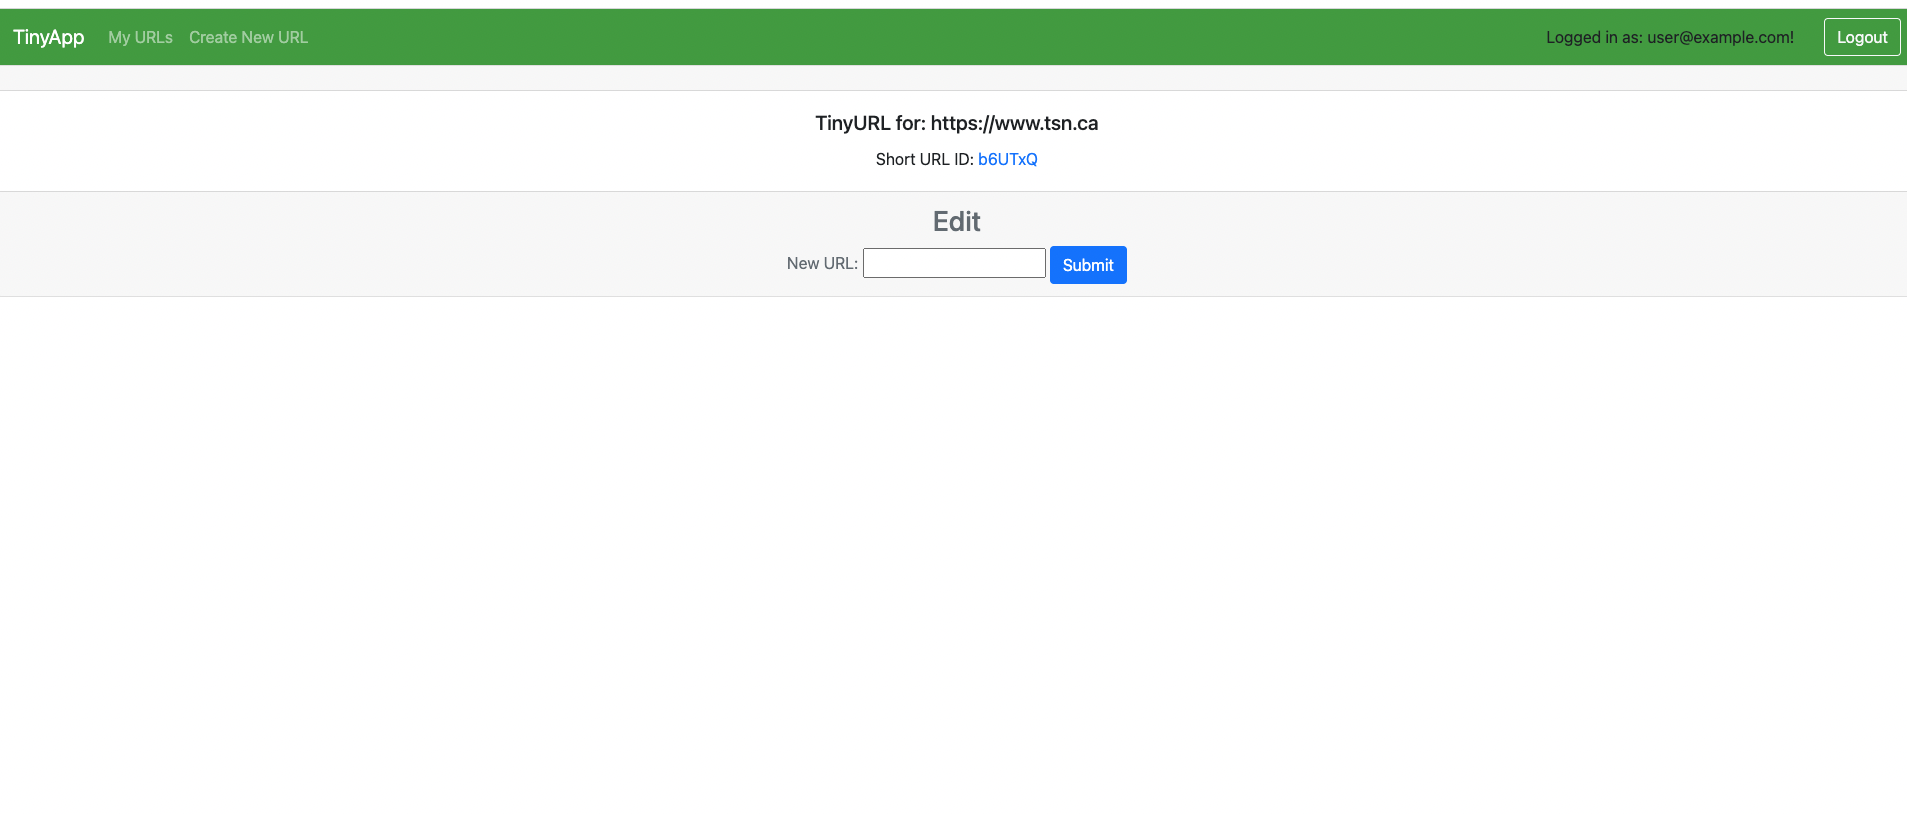 TinyApp My URLs Create New URL Logged in as: user@example.com! Logout
TinyURL for: https://www.tsn.ca
Short URL ID: b6UTxQ
Edit
New URL: Submit